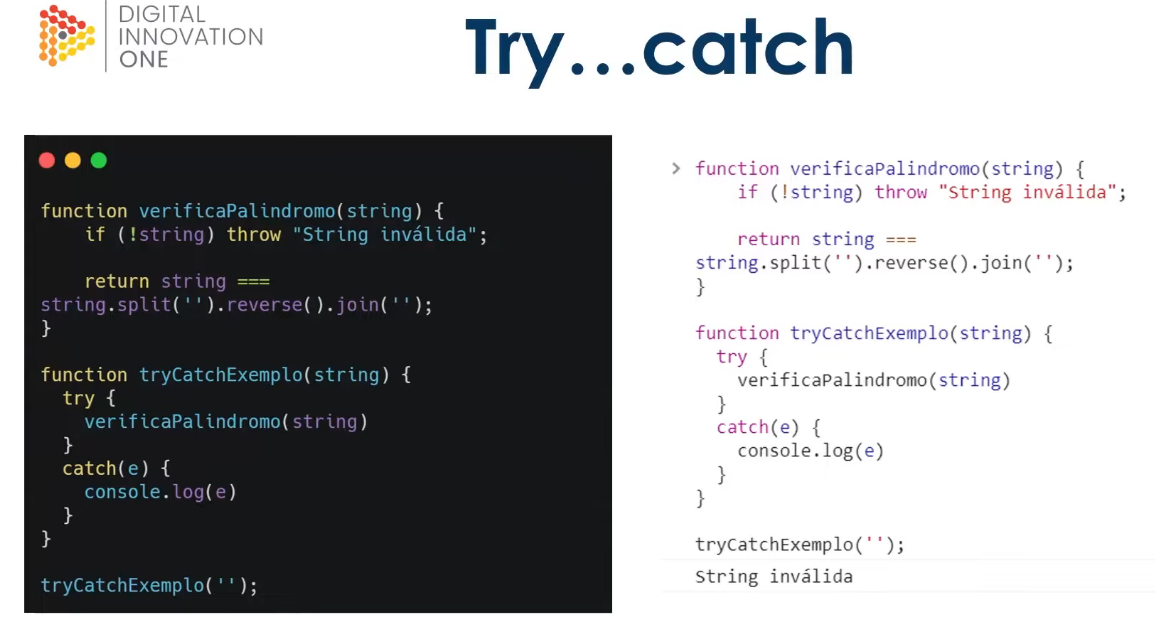 DIGITAL
INNOVATION
ONE
Try...catch
function verificaPalindromo(string) {
    if (!string) throw "String inválida";

    return string ===
string.split('').reverse().join('');
}

function tryCatchExemplo(string) {
  try {
    verificaPalindromo(string)
  }
  catch(e) {
    console.log(e)
  }
}

tryCatchExemplo('');
> function verificaPalindromo(string) {
    if (!string) throw "String inválida";

    return string ===
string.split('').reverse().join('');
}

function tryCatchExemplo(string) {
  try {
    verificaPalindromo(string)
  }
  catch(e) {
    console.log(e)
  }
}

tryCatchExemplo('');
String inválida